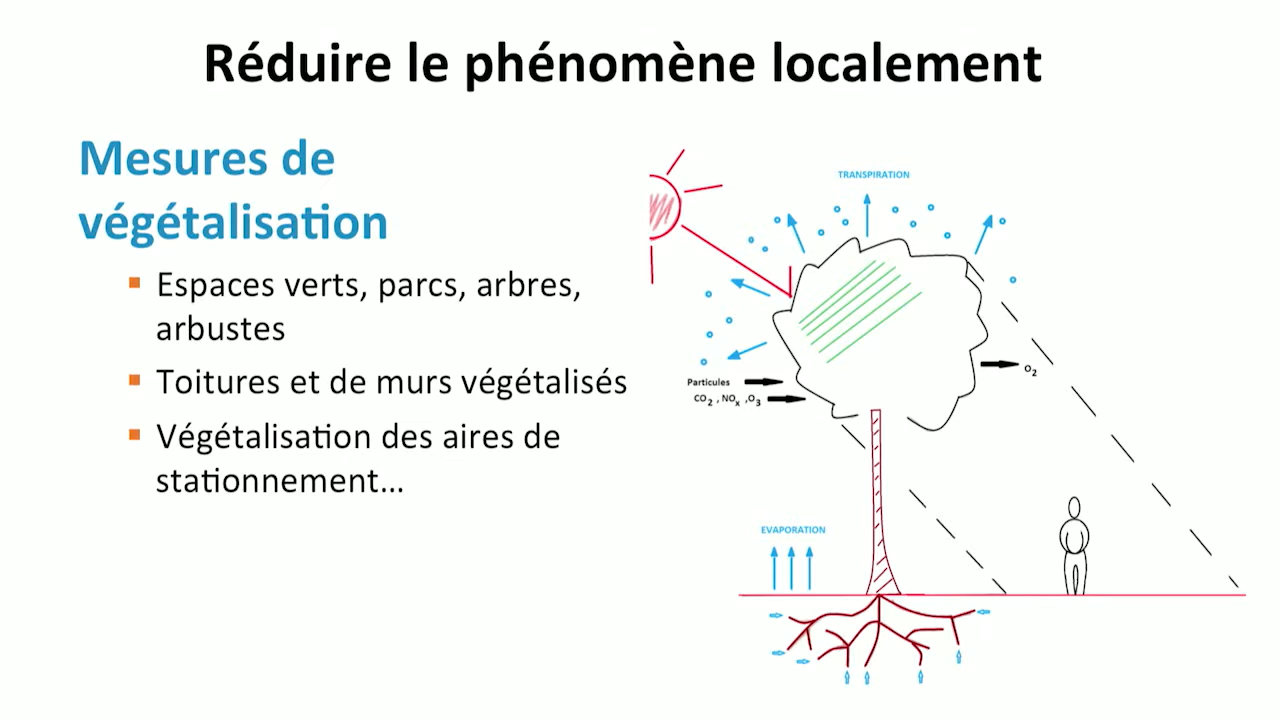 Réduire le phénomène localement
Mesures de
végétalisation
Espaces verts, parcs, arbres,
arbustes
Toitures et de murs végétalisés
Végétalisation des aires de
stationnement...
TRANSPIRATION
Particules
CO2 , NOx ,O3
O2
EVAPORATION